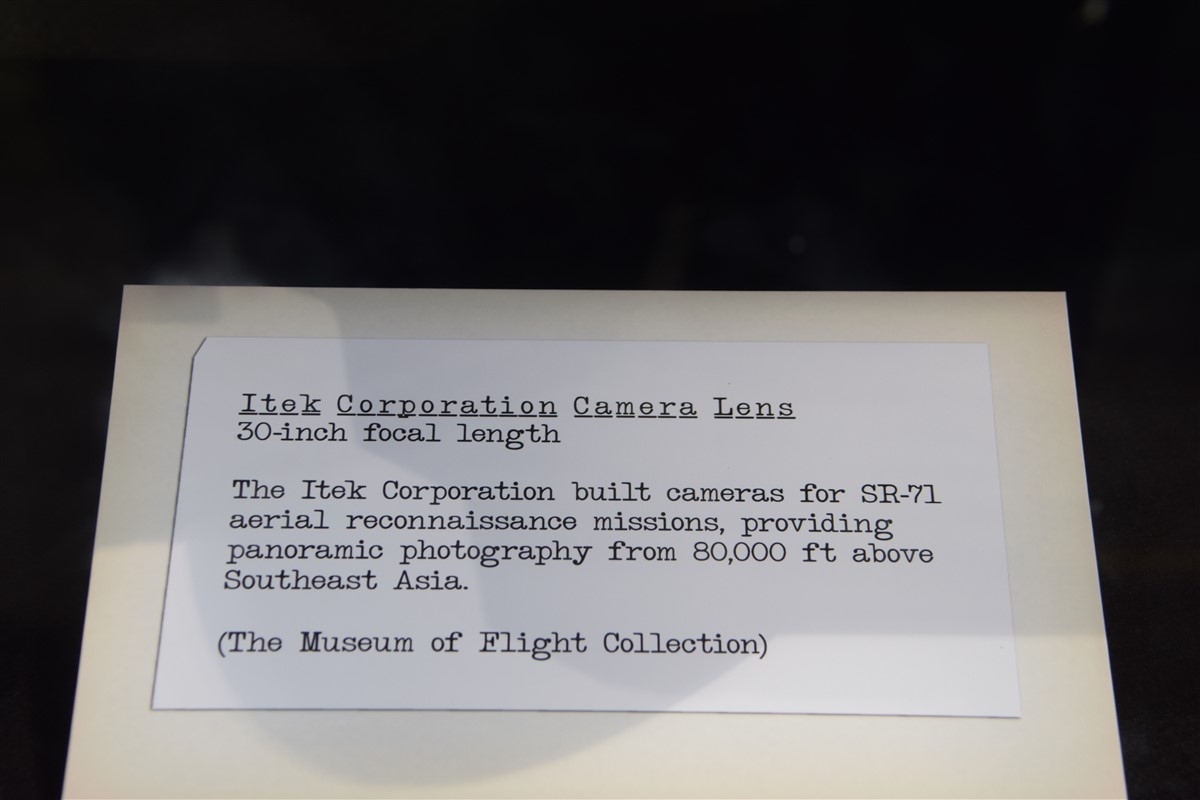 Itek Corporation Camera Lens
30-inch focal length
The Itek Corporation built cameras for SR-71
aerial reconnaissance missions, providing
panoramic photography from 80,000 ft above
Southeast Asia.
(The Museum of Flight Collection)